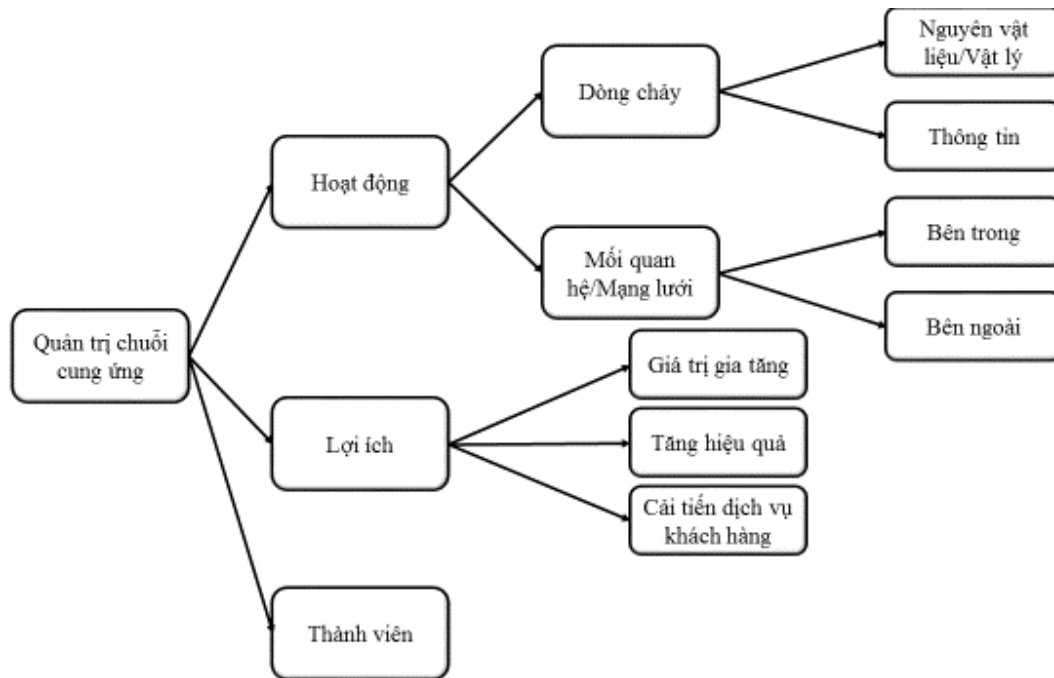 Nguyên vật
liệu/Vật lý
Dòng chảy
Thông tin
Hoạt động
Mối quan
hệ/Mạng lưới
Bên trong
Bên ngoài
Quản trị chuỗi
cung ứng
Giá trị gia tăng
Lợi ích
Tăng hiệu quả
Cải tiến dịch vụ
khách hàng
Thành viên